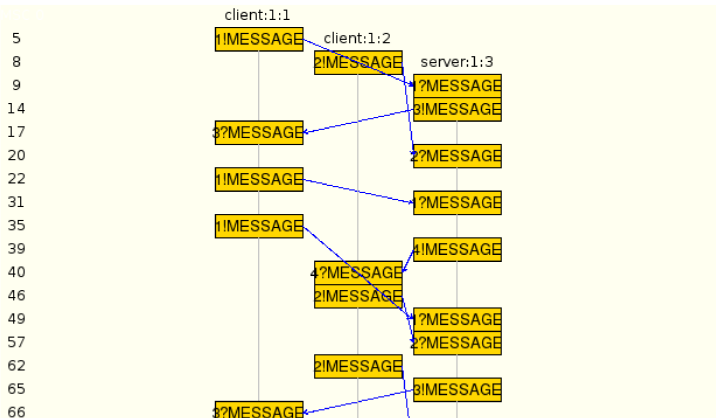 client:1:1
5 1!MESSAGE client:1:2
8 2!MESSAGE server:1:3
9 1?MESSAGE
14 3!MESSAGE
17 3?MESSAGE
20 2?MESSAGE
22 1!MESSAGE
31 1?MESSAGE
35 1!MESSAGE
39 4!MESSAGE
40 4?MESSAGE
46 2!MESSAGE
49 1?MESSAGE
57 2?MESSAGE
62 2!MESSAGE
65 3!MESSAGE
66 3?MESSAGE